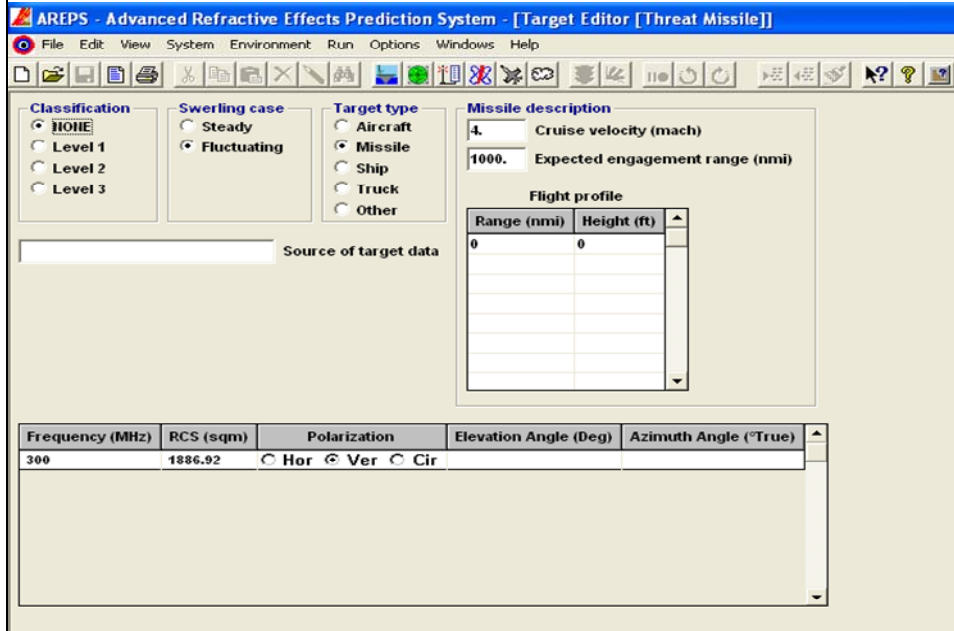 AREPS - Advanced Refractive Effects Prediction System - [Target Editor [Threat Missile]]
File Edit View System Environment Run Options Windows Help
Classification
NONE
Level 1
Level 2
Level 3
Swerling case
Steady
Fluctuating
Target type
Aircraft
Missile
Ship
Truck
Other
Missile description
4. Cruise velocity (mach)
1000. Expected engagement range (nmi)
Flight profile
Range (nmi) Height (ft)
0 0
Source of target data
Frequency (MHz) RCS (sqm) Polarization Elevation Angle (Deg) Azimuth Angle (°True)
300 1886.92 Hor Ver Cir